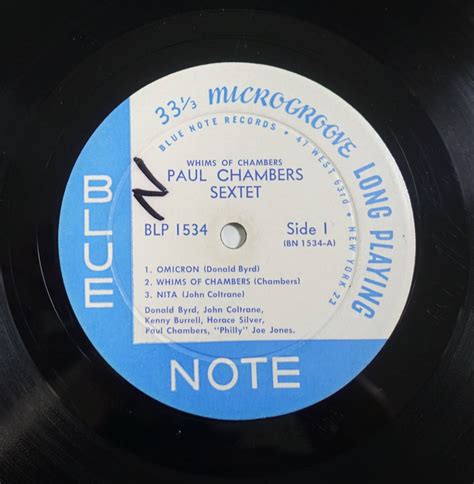 33⅓ MICROGROOVE LONG PLAYING
BLUE NOTE RECORDS • 47 WEST 63rd • NEW YORK 23
WHIMS OF CHAMBERS
PAUL CHAMBERS
SEXTET
BLP 1534
Side 1
(BN 1534-A)
1. OMICRON (Donald Byrd)
2. WHIMS OF CHAMBERS (Chambers)
3. NITA (John Coltrane)
Donald Byrd, John Coltrane,
Kenny Burrell, Horace Silver,
Paul Chambers, "Philly" Joe Jones.
BLUE
NOTE